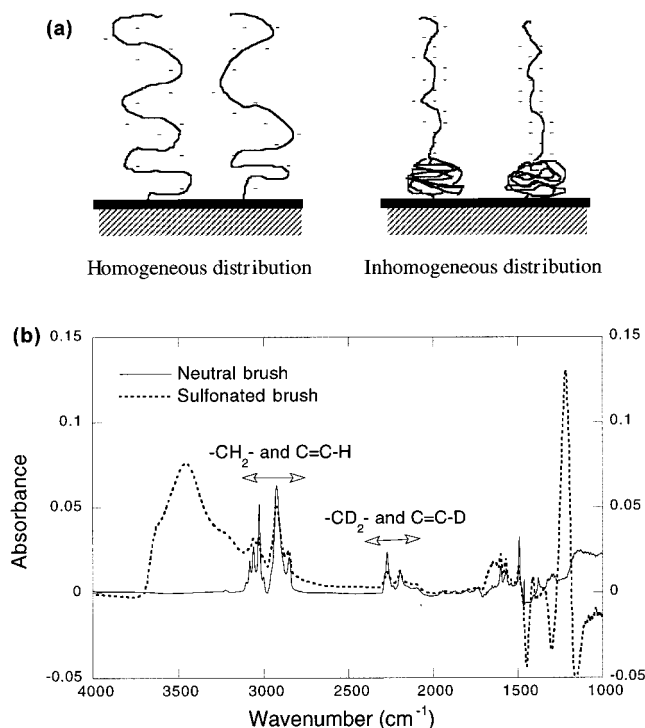 (a)
Homogeneous distribution
Inhomogeneous distribution
(b)
0.15
0.15
Neutral brush
Sulfonated brush
0.1
0.1
-CH2- and C=C-H
-CD2- and C=C-D
0.05
0.05
0
0
-0.05
-0.05
4000
3500
3000
2500
2000
1500
1000
Absorbance
Wavenumber (cm-1)